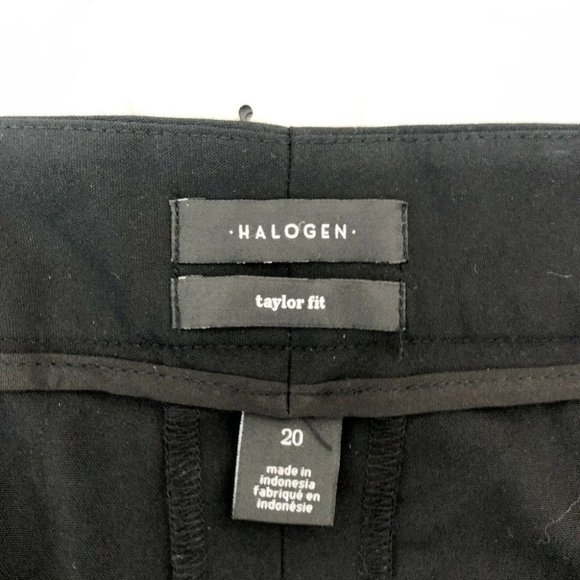 ·HALOGEN·
taylor fit
20
made in
indonesia
fabriqué en
indonésie